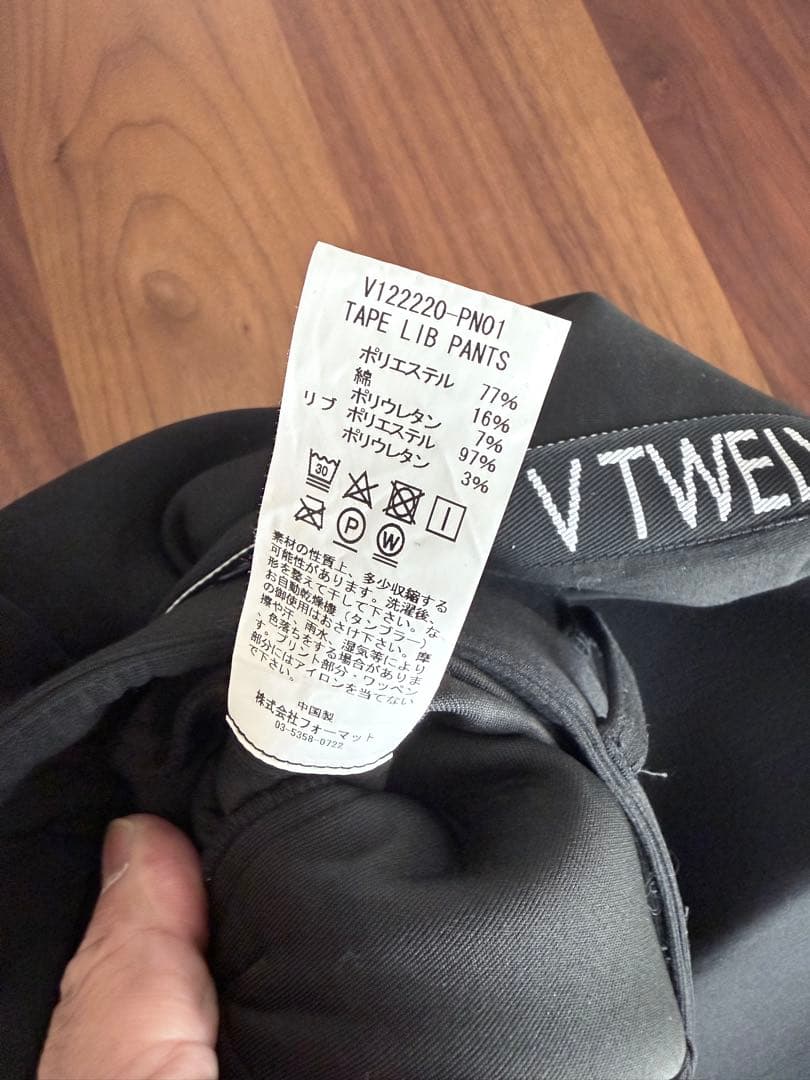 V122220-PN01
TAPE LIB PANTS
ポリエステル 77%
綿 16%
ポリウレタン 7%
リブ ポリエステル 97%
ポリウレタン 3%
30
P W
素材の性質上、多少収縮する
可能性があります。洗濯後、
形を整えて干して下さい。な
お自動乾燥機(タンブラー)
の御使用はおさけ下さい。摩
擦や汗、雨水、湿気等により
、色落ちをする場合がありま
す。プリント部分・ワッペン
部分にはアイロンを当てない
で下さい。
中国製
株式会社フォーマット
03-5358-0722
V TWEL